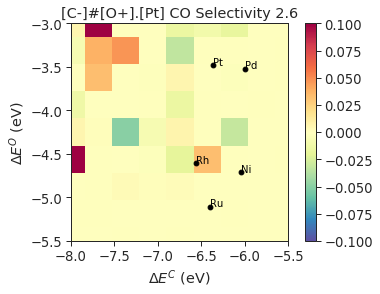 [C-]#[O+].[Pt] CO Selectivity 2.6
−3.0
−3.5
−4.0
−4.5
−5.0
−5.5
ΔE^O (eV)
Pt
Pd
Rh
Ni
Ru
−8.0 −7.5 −7.0 −6.5 −6.0 −5.5
ΔE^C (eV)
0.100
0.075
0.050
0.025
0.000
−0.025
−0.050
−0.075
−0.100